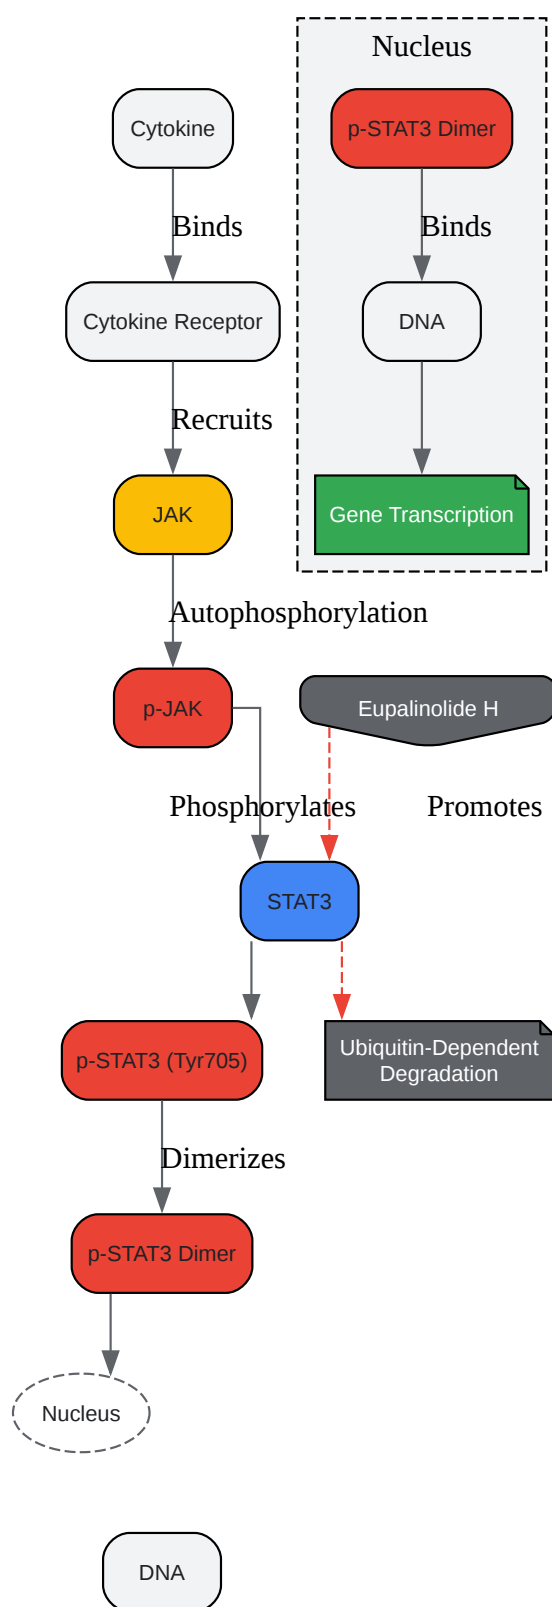 Nucleus
Cytokine
p-STAT3 Dimer
Binds
Binds
Cytokine Receptor
DNA
Recruits
JAK
Gene Transcription
Autophosphorylation
p-JAK
Eupalinolide H
Phosphorylates
Promotes
STAT3
p-STAT3 (Tyr705)
Ubiquitin-Dependent
Degradation
Dimerizes
p-STAT3 Dimer
Nucleus
DNA